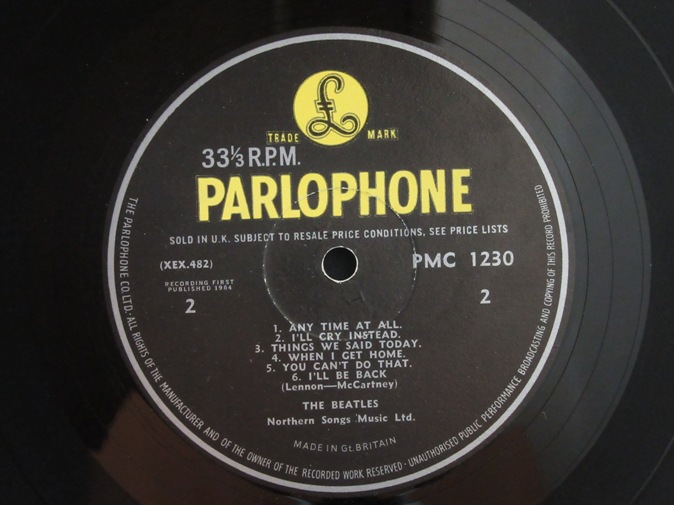 £
TRADE MARK
33⅓ R.P.M.
PARLOPHONE
SOLD IN U.K. SUBJECT TO RESALE PRICE CONDITIONS, SEE PRICE LISTS
(XEX.482)
PMC 1230
RECORDING FIRST
PUBLISHED 1964
2
2
1. ANY TIME AT ALL.
2. I'LL CRY INSTEAD.
3. THINGS WE SAID TODAY.
4. WHEN I GET HOME.
5. YOU CAN'T DO THAT.
6. I'LL BE BACK
(Lennon—McCartney)
THE BEATLES
Northern Songs Music Ltd.
MADE IN Gt. BRITAIN
THE PARLOPHONE CO. LTD. · ALL RIGHTS OF THE MANUFACTURER AND OF THE OWNER OF THE RECORDED WORK RESERVED · UNAUTHORISED PUBLIC PERFORMANCE BROADCASTING AND COPYING OF THIS RECORD PROHIBITED